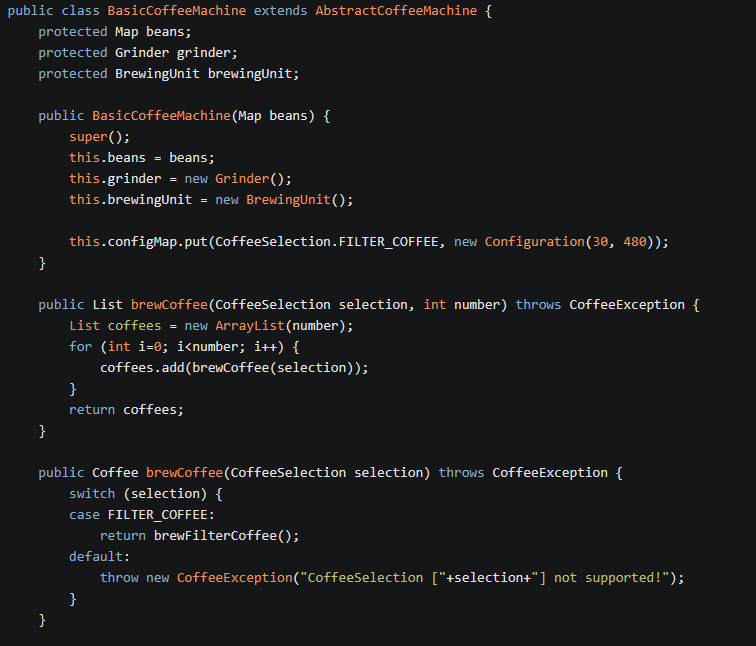 public class BasicCoffeeMachine extends AbstractCoffeeMachine {
    protected Map beans;
    protected Grinder grinder;
    protected BrewingUnit brewingUnit;

    public BasicCoffeeMachine(Map beans) {
        super();
        this.beans = beans;
        this.grinder = new Grinder();
        this.brewingUnit = new BrewingUnit();

        this.configMap.put(CoffeeSelection.FILTER_COFFEE, new Configuration(30, 480));
    }

    public List brewCoffee(CoffeeSelection selection, int number) throws CoffeeException {
        List coffees = new ArrayList(number);
        for (int i=0; i<number; i++) {
            coffees.add(brewCoffee(selection));
        }
        return coffees;
    }

    public Coffee brewCoffee(CoffeeSelection selection) throws CoffeeException {
        switch (selection) {
        case FILTER_COFFEE:
            return brewFilterCoffee();
        default:
            throw new CoffeeException("CoffeeSelection ["+selection+"] not supported!");
        }
    }